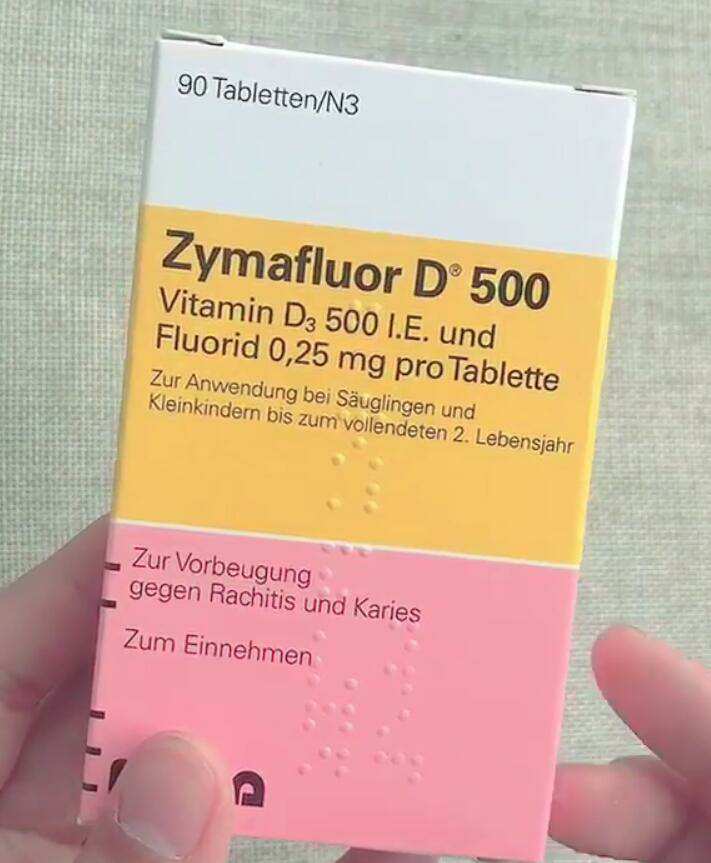 90 Tabletten/N3
Zymafluor D® 500
Vitamin D₃ 500 I.E. und
Fluorid 0,25 mg pro Tablette
Zur Anwendung bei Säuglingen und
Kleinkindern bis zum vollendeten 2. Lebensjahr
Zur Vorbeugung
gegen Rachitis und Karies
Zum Einnehmen